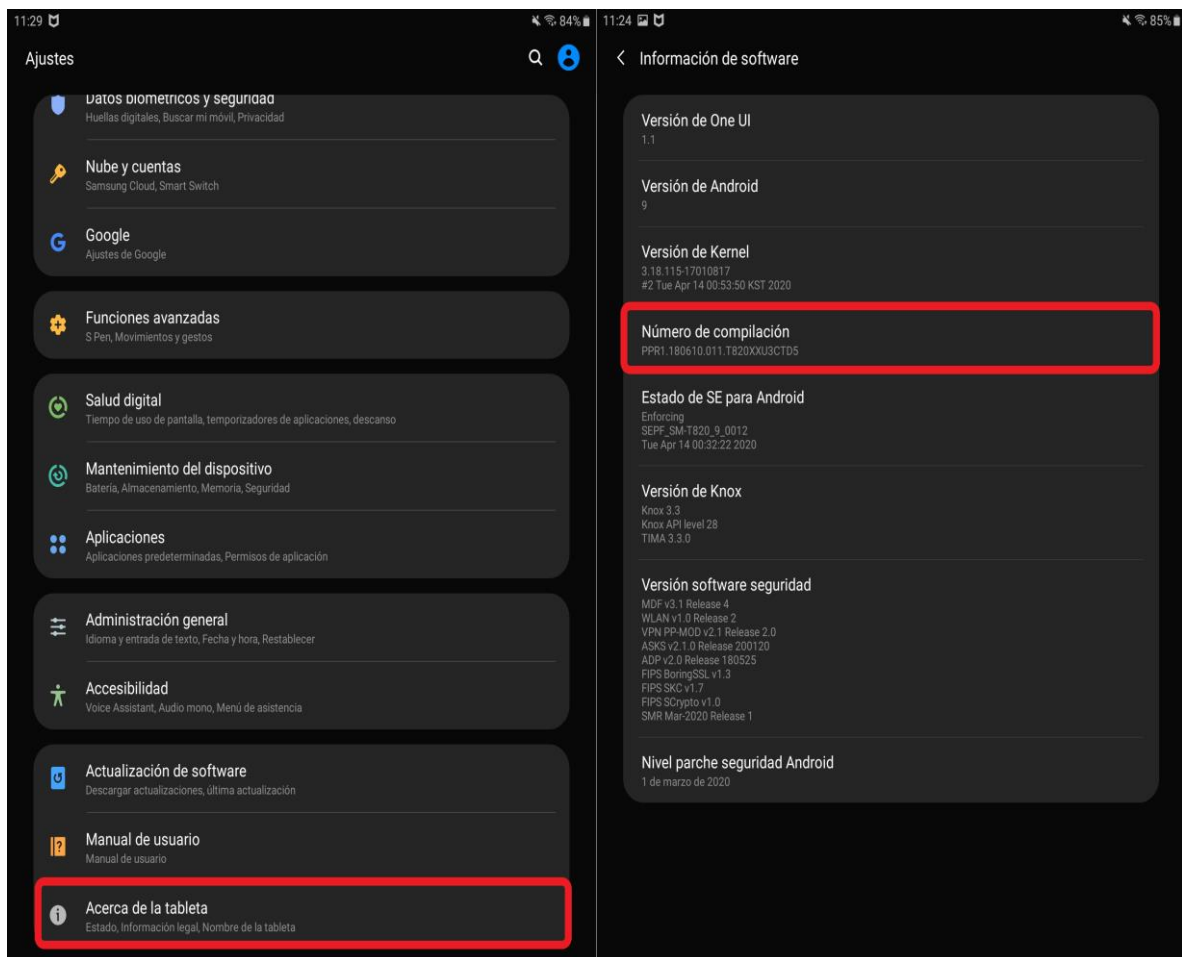 11:29
84%
Ajustes
Datos biométricos y seguridad
Huellas digitales, Buscar mi móvil, Privacidad
Nube y cuentas
Samsung Cloud, Smart Switch
Google
Ajustes de Google
Funciones avanzadas
S Pen, Movimientos y gestos
Salud digital
Tiempo de uso de pantalla, temporizadores de aplicaciones, descanso
Mantenimiento del dispositivo
Batería, Almacenamiento, Memoria, Seguridad
Aplicaciones
Aplicaciones predeterminadas, Permisos de aplicación
Administración general
Idioma y entrada de texto, Fecha y hora, Restablecer
Accesibilidad
Voice Assistant, Audio mono, Menú de asistencia
Actualización de software
Descargar actualizaciones, última actualización
Manual de usuario
Manual de usuario
Acerca de la tableta
Estado, Información legal, Nombre de la tableta
11:24
85%
Información de software
Versión de One UI
1.1
Versión de Android
9
Versión de Kernel
3.18.115-17010817
#2 Tue Apr 14 00:53:50 KST 2020
Número de compilación
PPR1.180610.011.T820XXU3CTD5
Estado de SE para Android
Enforcing
SEPF_SM-T820_9_0012
Tue Apr 14 00:32:22 2020
Versión de Knox
Knox 3.3
Knox API level 28
TIMA 3.3.0
Versión software seguridad
MDF v3.1 Release 4
WLAN v1.0 Release 2
VPN PP-MOD v2.1 Release 2.0
ASKS v2.1.0 Release 200120
ADP v2.0 Release 180525
FIPS BoringSSL v1.3
FIPS SKC v1.7
FIPS SCrypto v1.0
SMR Mar-2020 Release 1
Nivel parche seguridad Android
1 de marzo de 2020